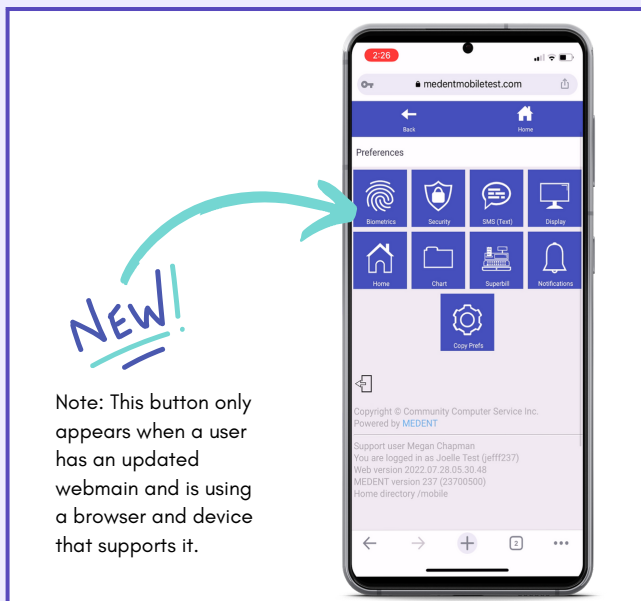 2:26
medentmobiletest.com
Back
Home
Preferences
Biometrics
Security
SMS (Text)
Display
Home
Chart
Superbill
Notifications
Copy Prefs
NEW!
Note: This button only
appears when a user
has an updated
webmain and is using
a browser and device
that supports it.
Copyright © Community Computer Service Inc.
Powered by MEDENT
Support user Megan Chapman
You are logged in as Joelle Test (jefff237)
Web version 2022.07.28.05.30.48
MEDENT version 237 (23700500)
Home directory /mobile
2